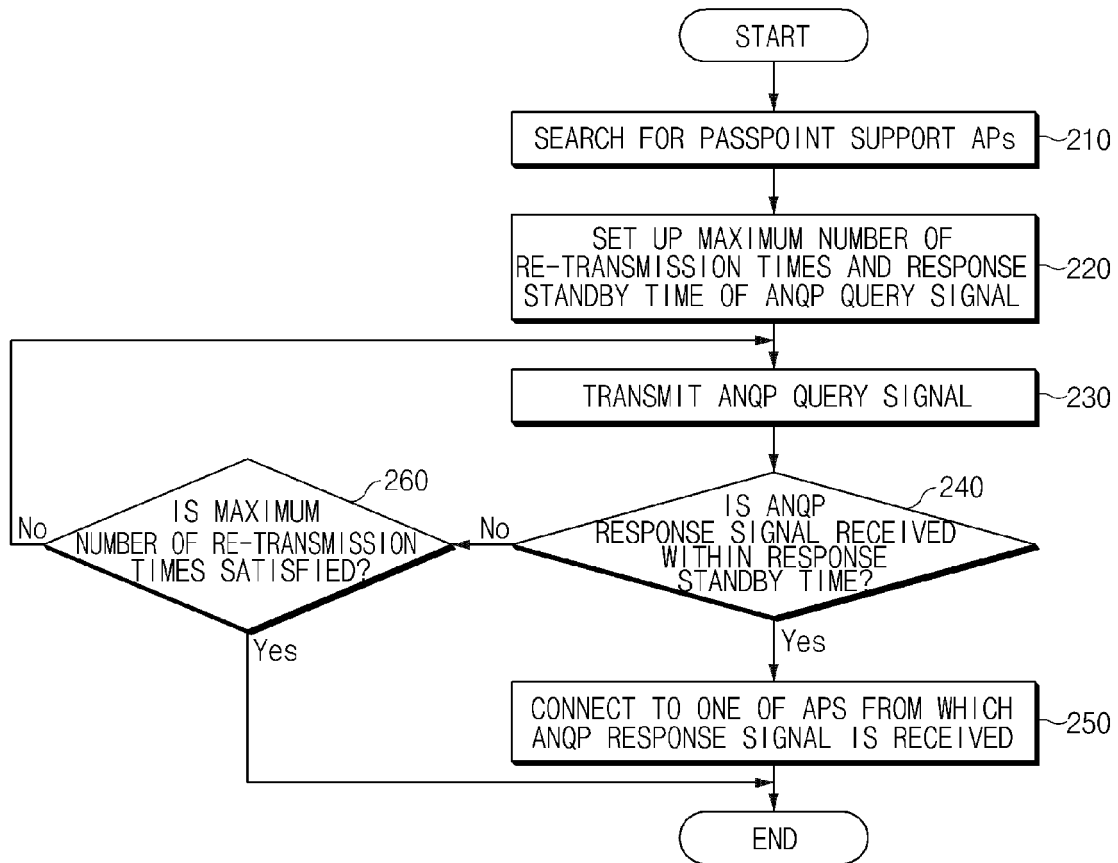 START
SEARCH FOR PASSPOINT SUPPORT APs
210
SET UP MAXIMUM NUMBER OF
RE-TRANSMISSION TIMES AND RESPONSE
STANDBY TIME OF ANQP QUERY SIGNAL
220
TRANSMIT ANQP QUERY SIGNAL
230
IS ANQP
RESPONSE SIGNAL RECEIVED
WITHIN RESPONSE
STANDBY TIME?
240
No
IS MAXIMUM
NUMBER OF RE-TRANSMISSION
TIMES SATISFIED?
260
No
Yes
Yes
CONNECT TO ONE OF APS FROM WHICH
ANQP RESPONSE SIGNAL IS RECEIVED
250
END